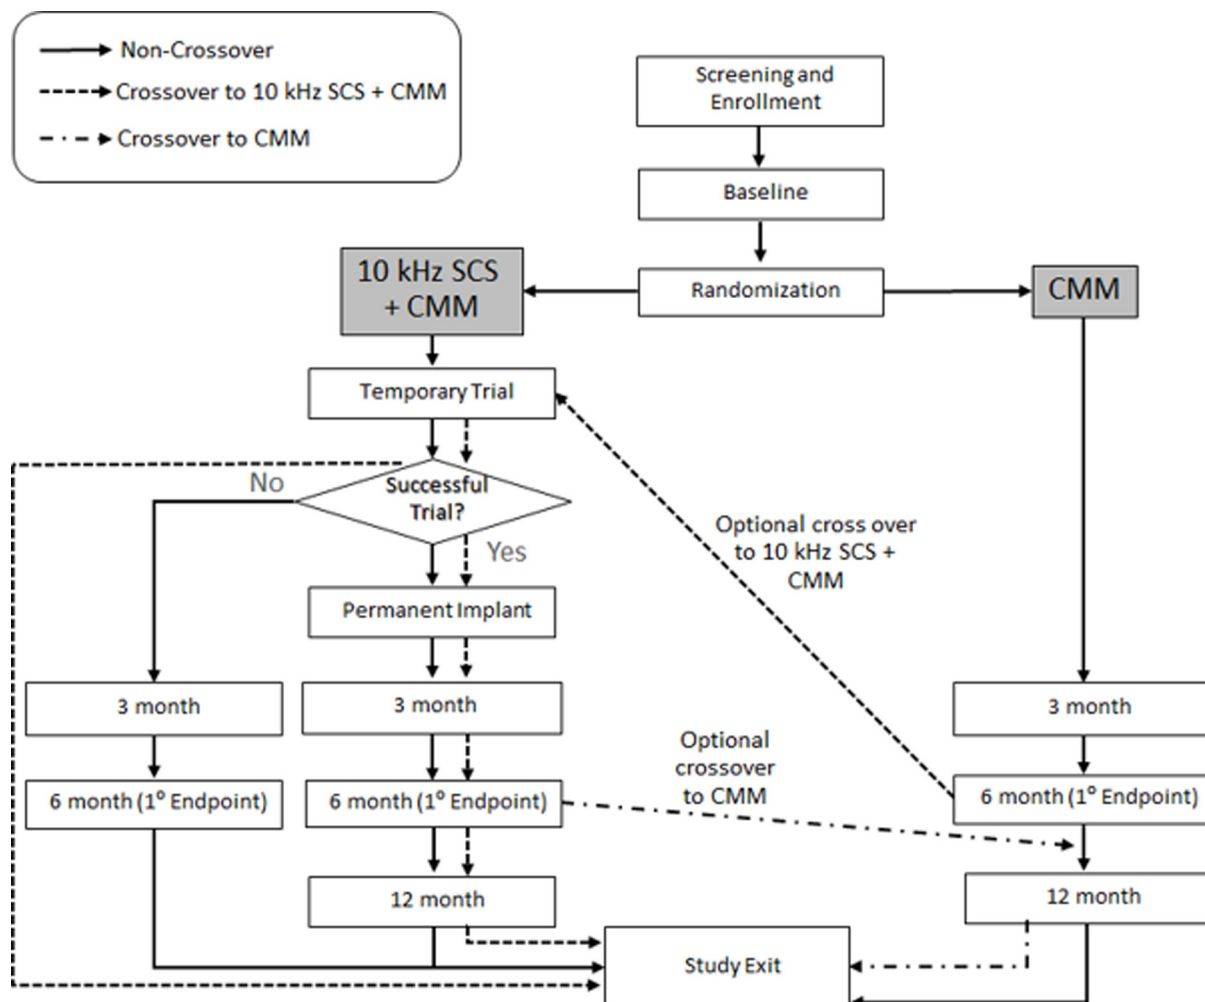 Non-Crossover
Crossover to 10 kHz SCS + CMM
Crossover to CMM
Screening and
Enrollment
Baseline
Randomization
10 kHz SCS
+ CMM
CMM
Temporary Trial
No
Successful
Trial?
Yes
Optional cross over
to 10 kHz SCS +
CMM
Permanent Implant
3 month
3 month
3 month
Optional
crossover
to CMM
6 month (1º Endpoint)
6 month (1º Endpoint)
6 month (1º Endpoint)
12 month
12 month
Study Exit